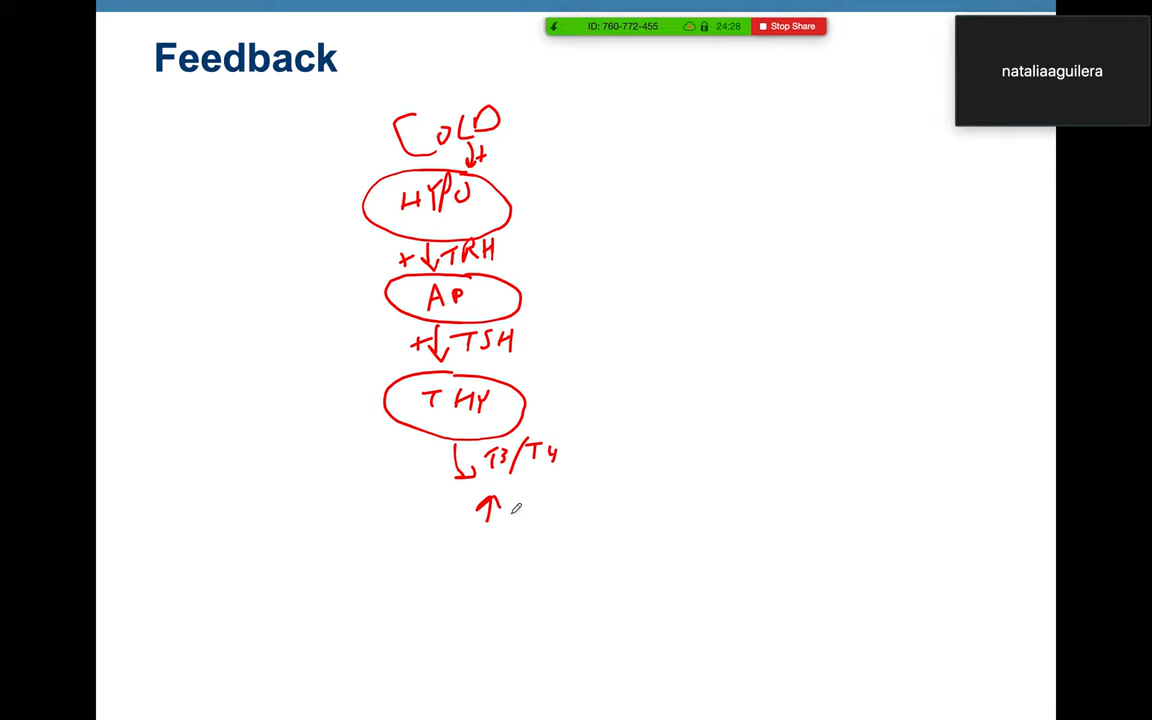 ID: 760-772-455 24:28 Stop Share
Feedback
nataliaaguilera
COLD
↓+
HYPO
+ ↓ TRH
AP
+ ↓ TSH
THY
↓ T3/T4
↑